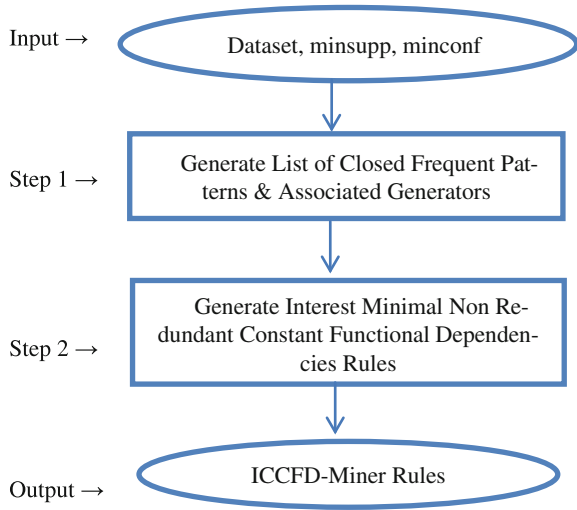 Input →
Dataset, minsupp, minconf
Step 1 →
Generate List of Closed Frequent Pat-
terns & Associated Generators
Step 2 →
Generate Interest Minimal Non Re-
dundant Constant Functional Dependen-
cies Rules
Output →
ICCFD-Miner Rules